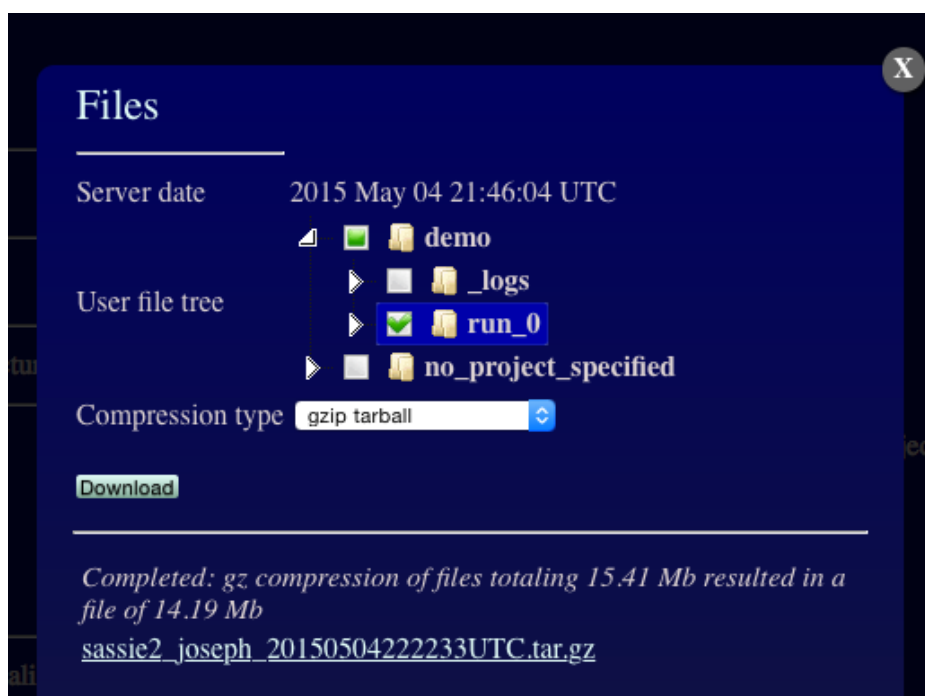 X
Files
Server date 2015 May 04 21:46:04 UTC
demo
_logs
User file tree
run_0
no_project_specified
Compression type gzip tarball
Download
Completed: gz compression of files totaling 15.41 Mb resulted in a
file of 14.19 Mb
sassie2_joseph_20150504222233UTC.tar.gz